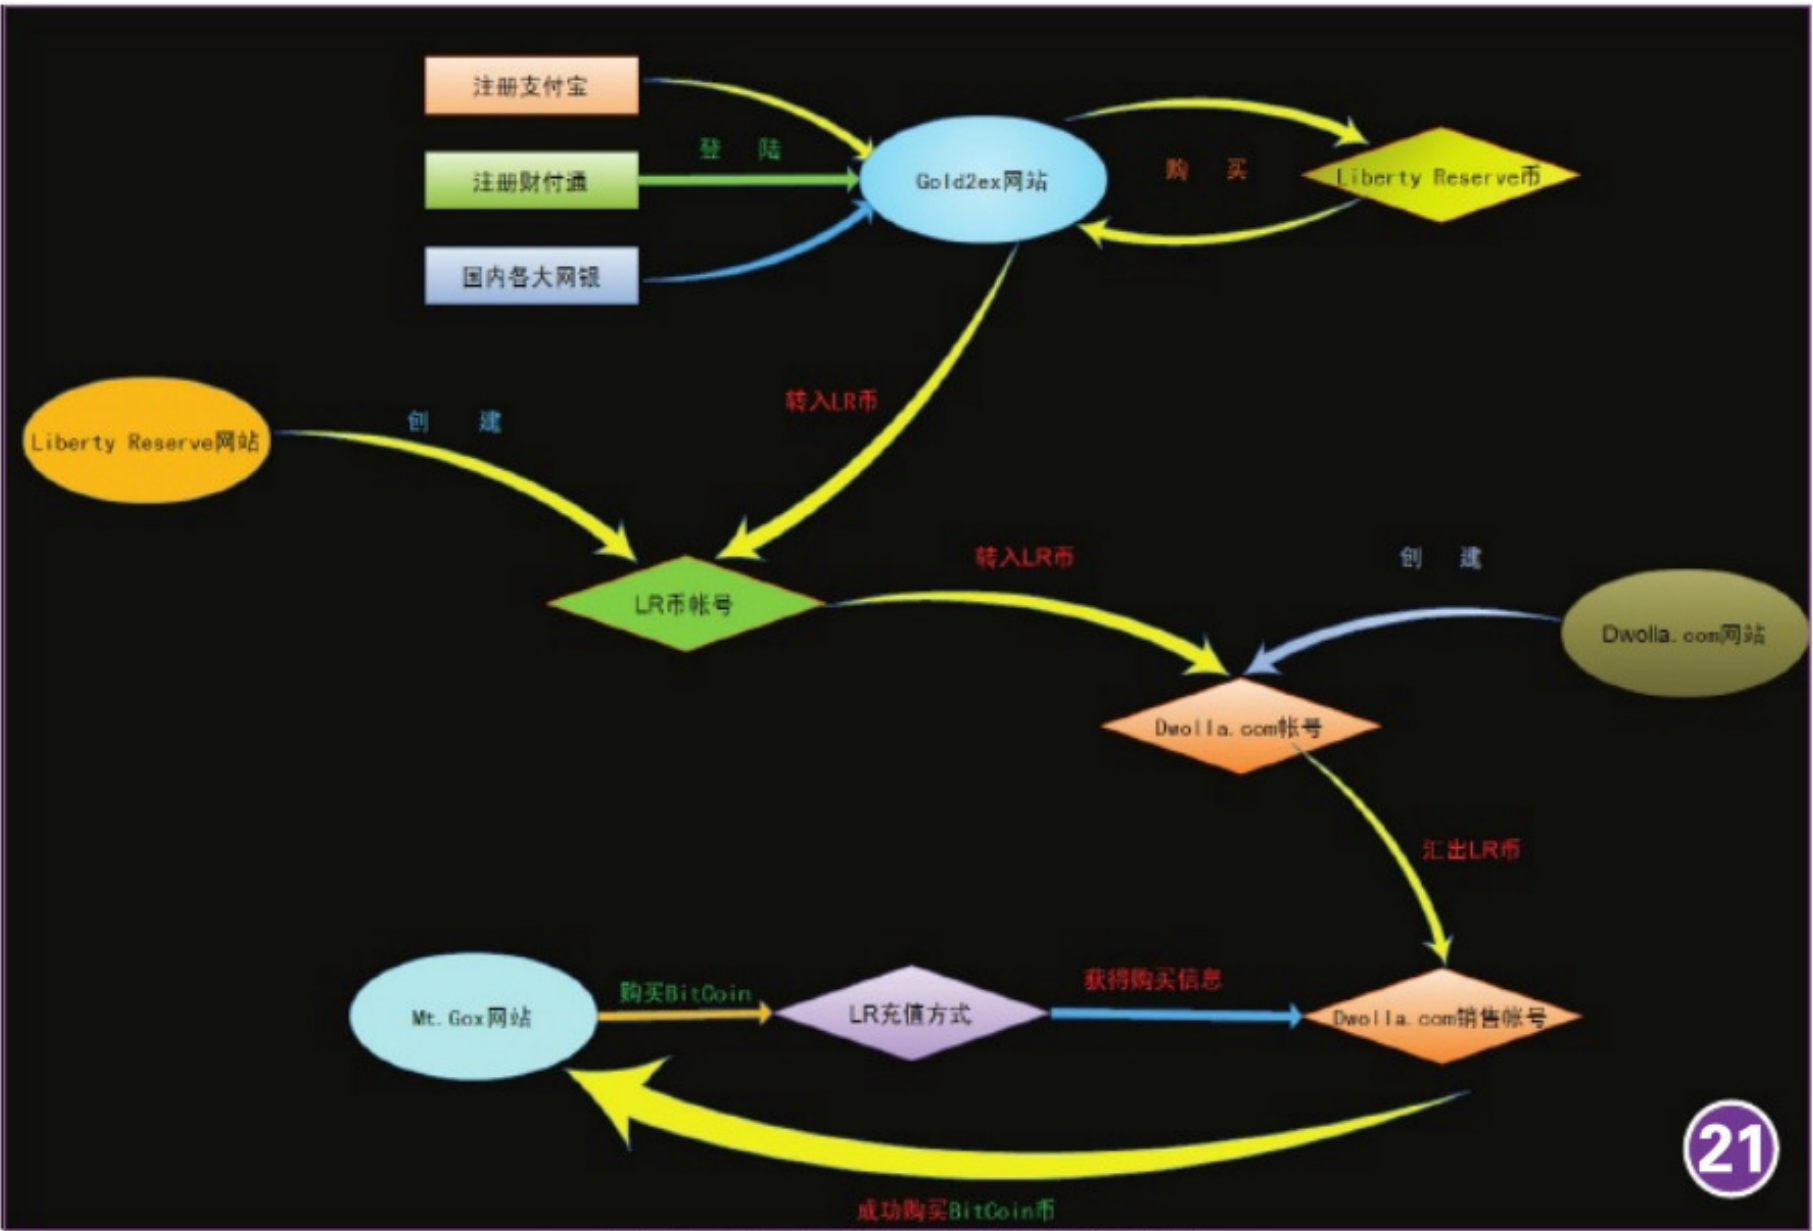 注册支付宝
登 陆
注册财付通
国内各大网银
Gold2ex网站
购 买
Liberty Reserve币
转入LR币
Liberty Reserve网站
创 建
LR币帐号
转入LR币
创 建
Dwolla.com网站
Dwolla.com帐号
汇出LR币
Mt.Gox网站
购买BitCoin
LR充值方式
获得购买信息
Dwolla.com销售帐号
成功购买BitCoin币
21